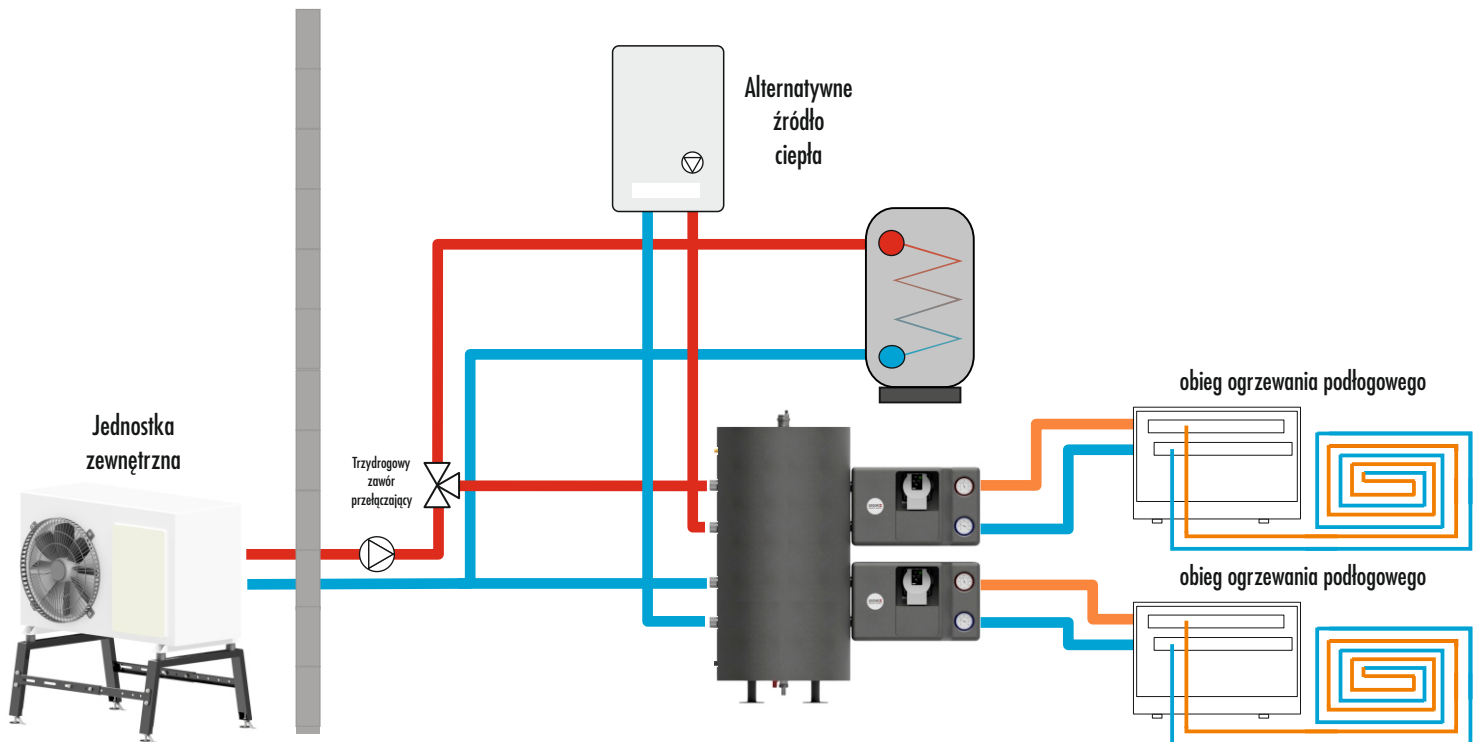 Alternatywne
źródło
ciepła
obieg ogrzewania podłogowego
Jednostka
zewnętrzna
Trzydrogowy
zawór
przełączający
obieg ogrzewania podłogowego